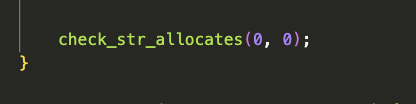 check_str_allocates(0, 0);
}